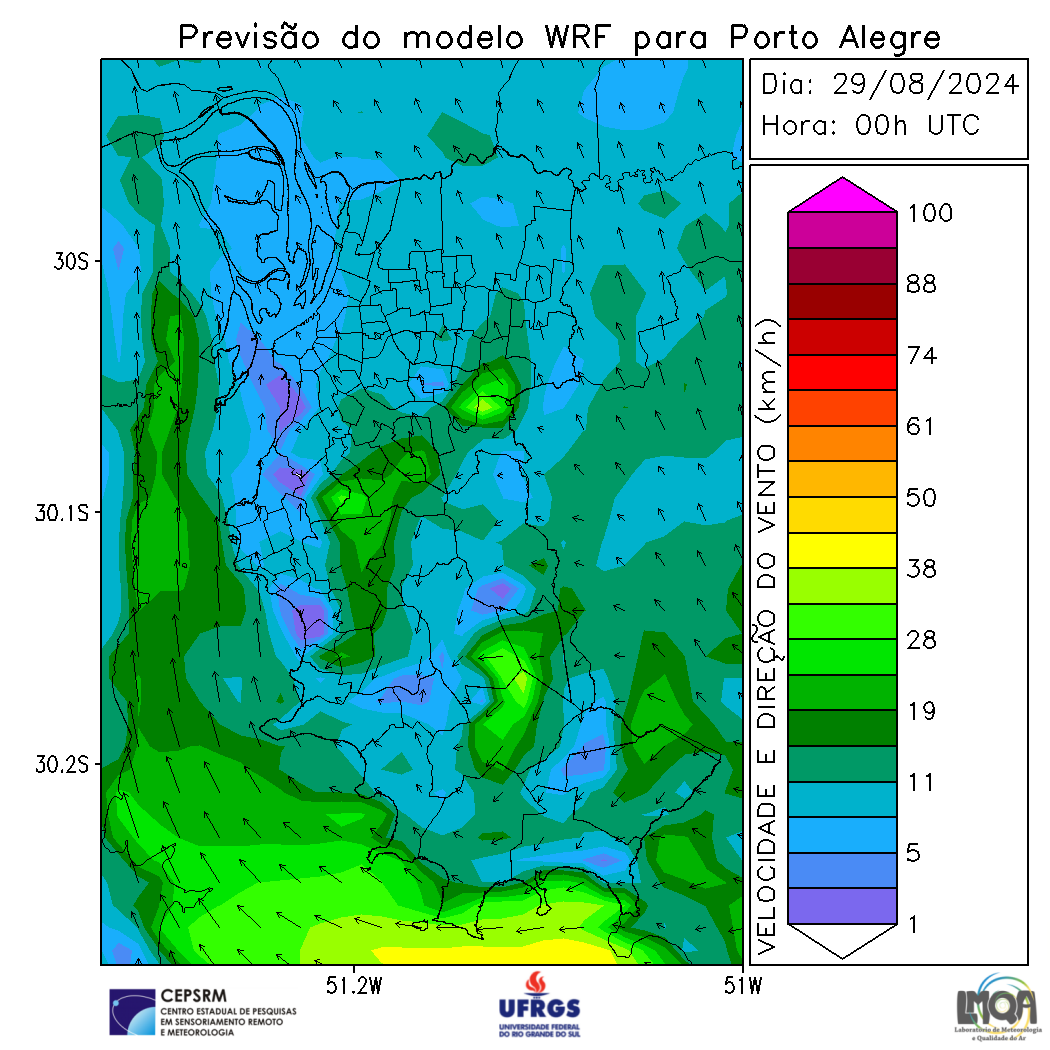 Previsão do modelo WRF para Porto Alegre
Dia: 29/08/2024
Hora: 00h UTC
30S
30.1S
30.2S
51.2W
51W
VELOCIDADE E DIREÇÃO DO VENTO (km/h)
100
88
74
61
50
38
28
19
11
5
1
CEPSRM
CENTRO ESTADUAL DE PESQUISAS
EM SENSORIAMENTO REMOTO
E METEOROLOGIA
UFRGS
UNIVERSIDADE FEDERAL
DO RIO GRANDE DO SUL
LMQA
Laboratório de Meteorologia
e Qualidade do Ar